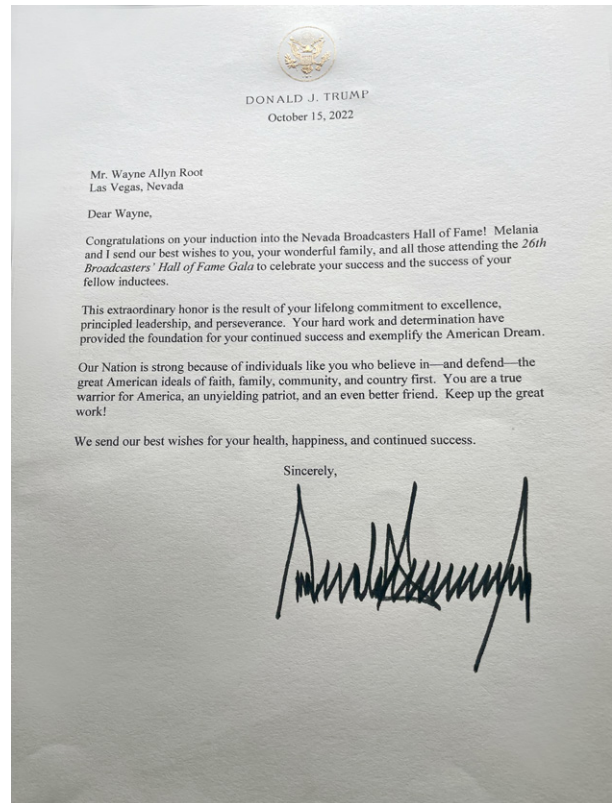 DONALD J. TRUMP
October 15, 2022
Mr. Wayne Allyn Root
Las Vegas, Nevada
Dear Wayne,
Congratulations on your induction into the Nevada Broadcasters Hall of Fame! Melania
and I send our best wishes to you, your wonderful family, and all those attending the 26th
Broadcasters' Hall of Fame Gala to celebrate your success and the success of your
fellow inductees.
This extraordinary honor is the result of your lifelong commitment to excellence,
principled leadership, and perseverance. Your hard work and determination have
provided the foundation for your continued success and exemplify the American Dream.
Our Nation is strong because of individuals like you who believe in—and defend—the
great American ideals of faith, family, community, and country first. You are a true
warrior for America, an unyielding patriot, and an even better friend. Keep up the great
work!
We send our best wishes for your health, happiness, and continued success.
Sincerely,